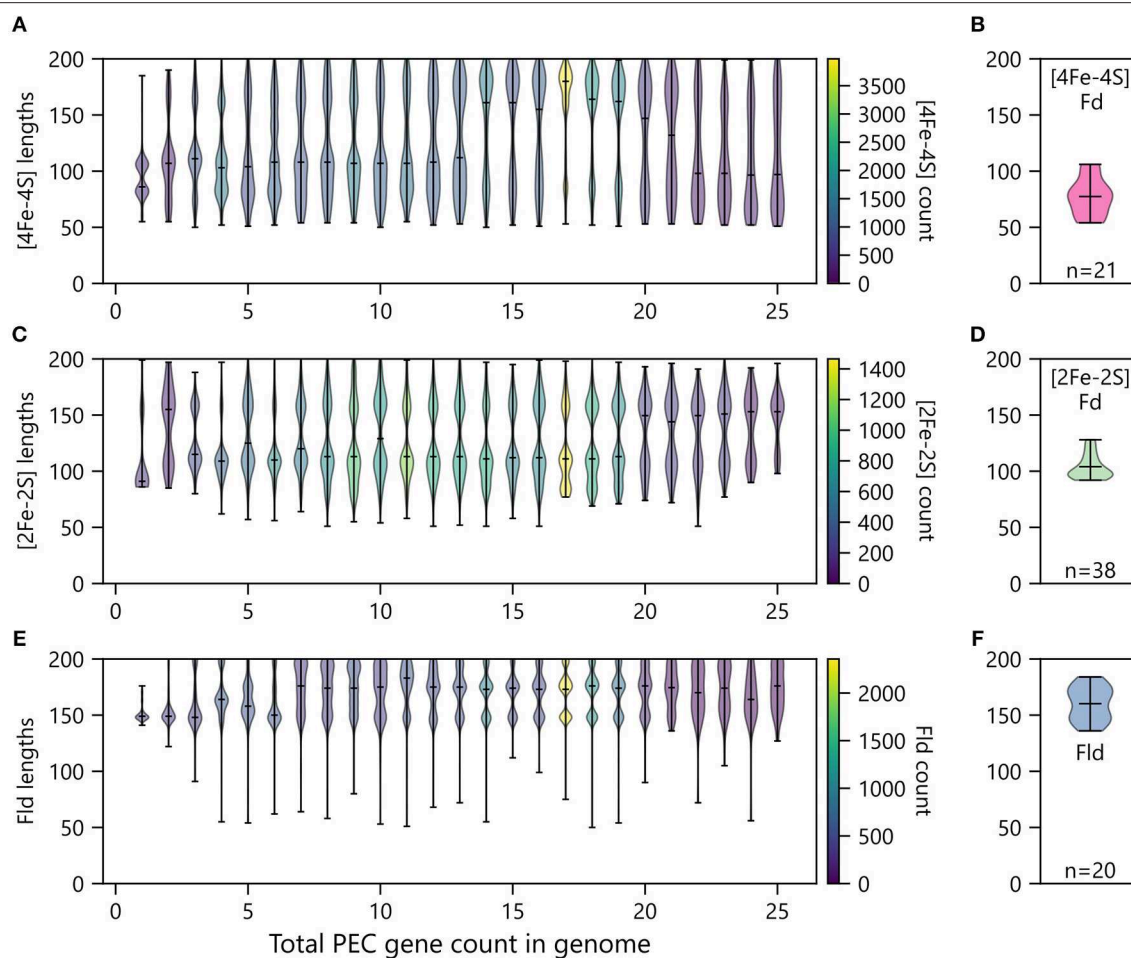 A
[4Fe-4S] lengths
200
150
100
50
0
0 5 10 15 20 25
3500
3000
2500
2000
1500
1000
500
0
[4Fe-4S] count
B
200
150
100
50
0
[4Fe-4S]
Fd
n=21
C
[2Fe-2S] lengths
200
150
100
50
0
0 5 10 15 20 25
1400
1200
1000
800
600
400
200
0
[2Fe-2S] count
D
200
150
100
50
0
[2Fe-2S]
Fd
n=38
E
Fld lengths
200
150
100
50
0
0 5 10 15 20 25
Total PEC gene count in genome
2000
1500
1000
500
0
Fld count
F
200
150
100
50
0
Fld
n=20